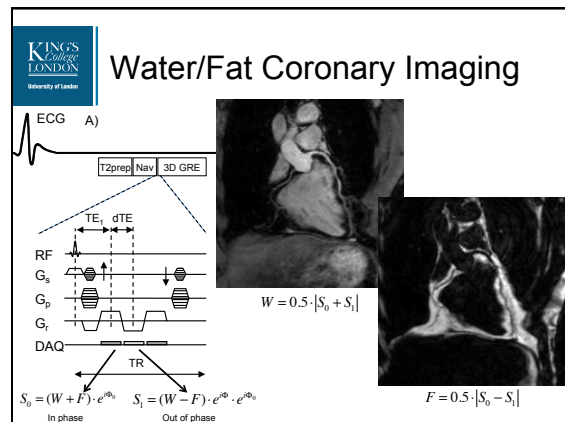 KING'S
College
LONDON
University of London
Water/Fat Coronary Imaging
ECG
A)
T2prep Nav 3D GRE
TE₁ dTE
RF
Gₛ
Gₚ
Gᵣ
DAQ
TR
W = 0.5·|S₀ + S₁|
S₀ = (W + F)·e^{iΦ₀}
In phase
S₁ = (W − F)·e^{iΦ}·e^{iΦ₀}
Out of phase
F = 0.5·|S₀ − S₁|